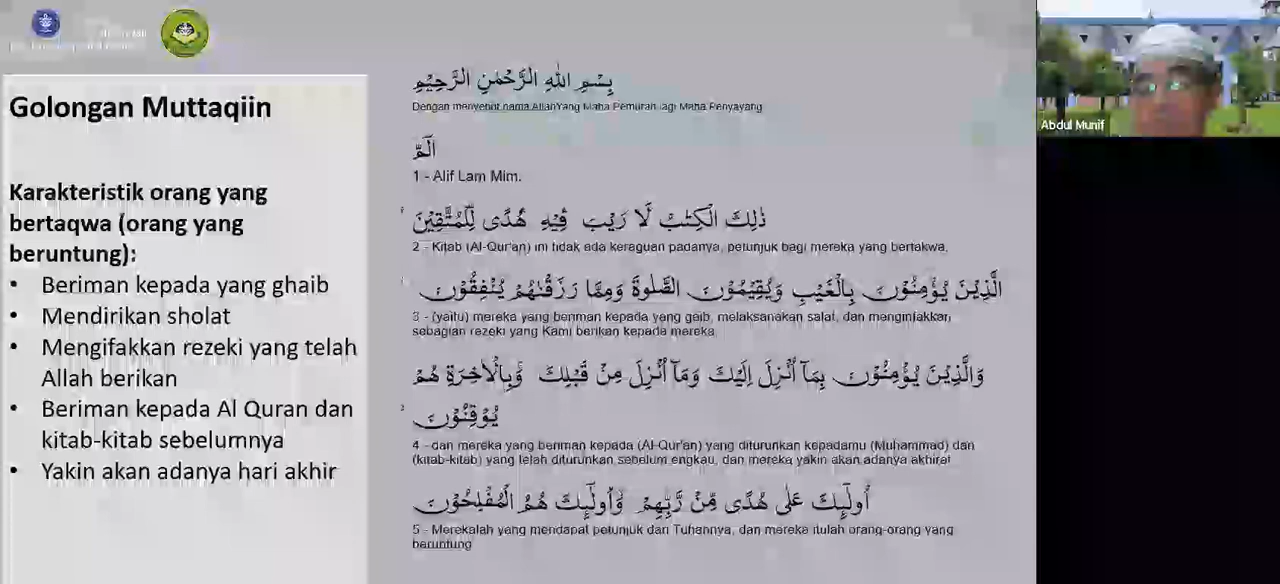 Golongan Muttaqiin
Karakteristik orang yang
bertaqwa (orang yang
beruntung):
• Beriman kepada yang ghaib
• Mendirikan sholat
• Mengifakkan rezeki yang telah
Allah berikan
• Beriman kepada Al Quran dan
kitab-kitab sebelumnya
• Yakin akan adanya hari akhir
بِسْمِ اللّٰهِ الرَّحْمٰنِ الرَّحِيْمِ
Dengan menyebut nama Allah Yang Maha Pemurah lagi Maha Penyayang
الۤمّۤ
1 - Alif Lam Mim.
ذٰلِكَ الْكِتٰبُ لَا رَيْبَ فِيْهِ هُدًى لِّلْمُتَّقِيْنَ
2 - Kitab (Al-Qur'an) ini tidak ada keraguan padanya, petunjuk bagi mereka yang bertakwa,
الَّذِيْنَ يُؤْمِنُوْنَ بِالْغَيْبِ وَيُقِيْمُوْنَ الصَّلٰوةَ وَمِمَّا رَزَقْنٰهُمْ يُنْفِقُوْنَ
3 - (yaitu) mereka yang beriman kepada yang gaib, melaksanakan salat, dan menginfakkan
sebagian rezeki yang Kami berikan kepada mereka
وَالَّذِيْنَ يُؤْمِنُوْنَ بِمَآ اُنْزِلَ اِلَيْكَ وَمَآ اُنْزِلَ مِنْ قَبْلِكَ وَبِالْاٰخِرَةِ هُمْ
يُوْقِنُوْنَ
4 - dan mereka yang beriman kepada (Al-Qur'an) yang diturunkan kepadamu (Muhammad) dan
(kitab-kitab) yang telah diturunkan sebelum engkau, dan mereka yakin akan adanya akhirat
اُولٰۤىِٕكَ عَلٰى هُدًى مِّنْ رَّبِّهِمْ وَاُولٰۤىِٕكَ هُمُ الْمُفْلِحُوْنَ
5 - Merekalah yang mendapat petunjuk dari Tuhannya, dan mereka itulah orang-orang yang
beruntung
Abdul Munif